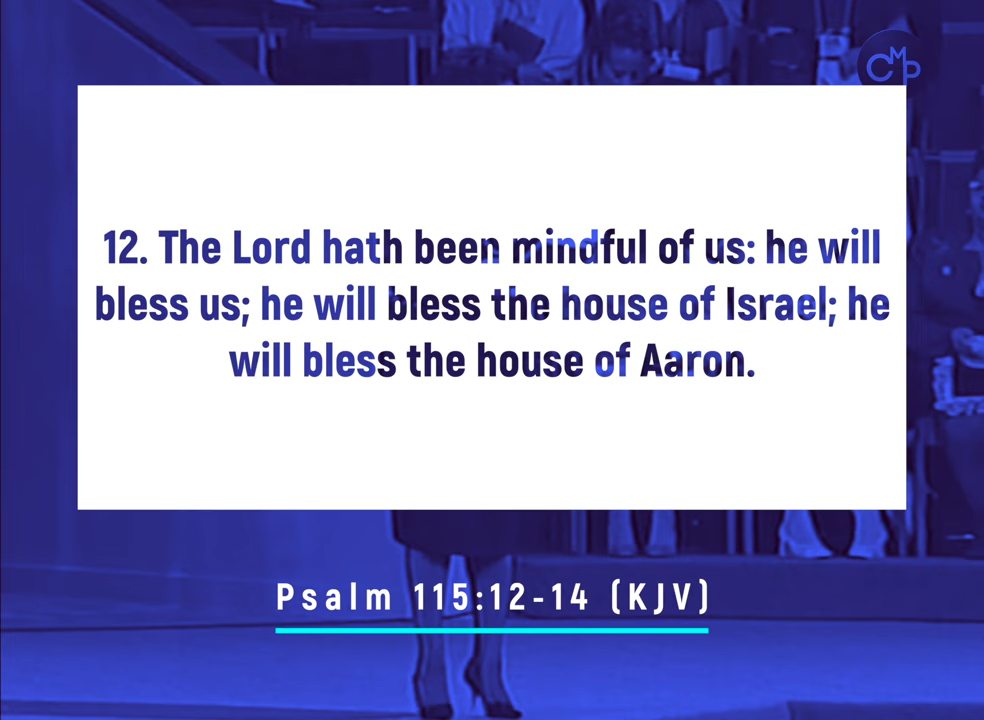 CMP
12. The Lord hath been mindful of us: he will
bless us; he will bless the house of Israel; he
will bless the house of Aaron.
Psalm 115:12-14 (KJV)